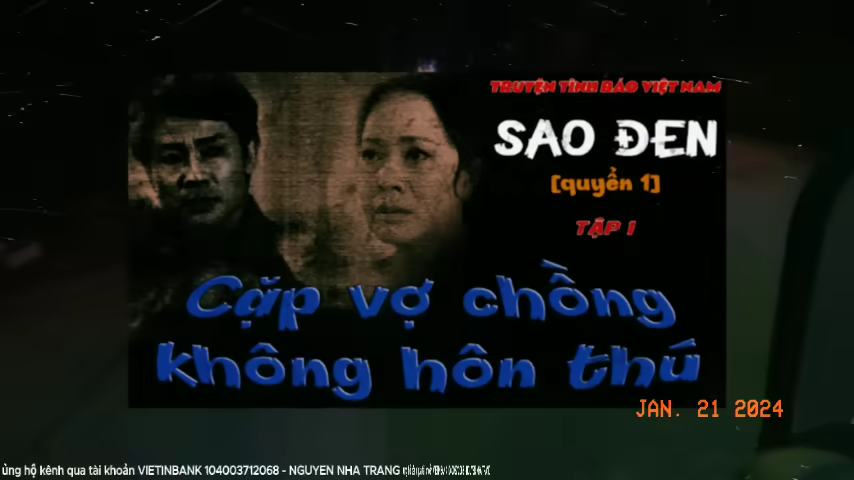 TRUYỆN TÌNH BÁO VIỆT NAM
SAO ĐEN
[quyển 1]
TẬP 1
Cặp vợ chồng
không hôn thú
JAN. 21 2024
ủng hộ kênh qua tài khoản VIETINBANK 104003712068 - NGUYEN NHA TRANG